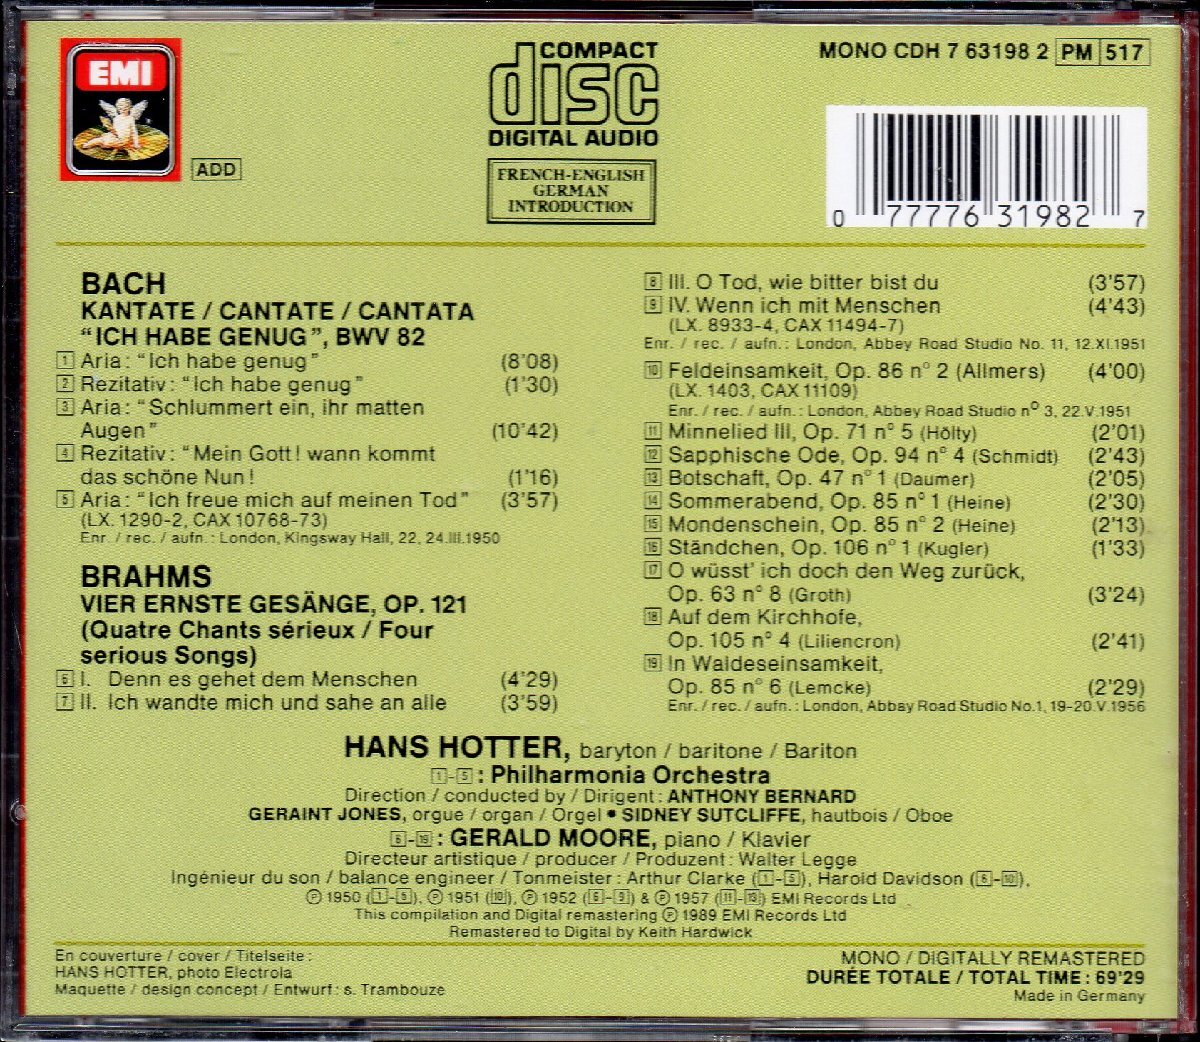 EMI
ADD
COMPACT
disc
DIGITAL AUDIO
FRENCH-ENGLISH
GERMAN
INTRODUCTION
MONO CDH 7 63198 2 PM 517
0 77776 31982 7
BACH
KANTATE / CANTATE / CANTATA
“ICH HABE GENUG”, BWV 82
1 Aria: “Ich habe genug” (8'08)
2 Rezitativ: “Ich habe genug” (1'30)
3 Aria: “Schlummert ein, ihr matten
Augen” (10'42)
4 Rezitativ: “Mein Gott! wann kommt
das schöne Nun! (1'16)
5 Aria: “Ich freue mich auf meinen Tod” (3'57)
(LX. 1290-2, CAX 10768-73)
Enr. / rec. / aufn.: London, Kingsway Hall, 22, 24.III.1950
BRAHMS
VIER ERNSTE GESÄNGE, OP. 121
(Quatre Chants sérieux / Four
serious Songs)
6 I. Denn es gehet dem Menschen (4'29)
7 II. Ich wandte mich und sahe an alle (3'59)
8 III. O Tod, wie bitter bist du (3'57)
9 IV. Wenn ich mit Menschen (4'43)
(LX. 8933-4, CAX 11494-7)
Enr. / rec. / aufn.: London, Abbey Road Studio No. 11, 12.XI.1951
10 Feldeinsamkeit, Op. 86 n° 2 (Allmers) (4'00)
(LX. 1403, CAX 11109)
Enr. / rec. / aufn.: London, Abbey Road Studio n° 3, 22.V.1951
11 Minnelied III, Op. 71 n° 5 (Hölty) (2'01)
12 Sapphische Ode, Op. 94 n° 4 (Schmidt) (2'43)
13 Botschaft, Op. 47 n° 1 (Daumer) (2'05)
14 Sommerabend, Op. 85 n° 1 (Heine) (2'30)
15 Mondenschein, Op. 85 n° 2 (Heine) (2'13)
16 Ständchen, Op. 106 n° 1 (Kugler) (1'33)
17 O wüsst' ich doch den Weg zurück,
Op. 63 n° 8 (Groth) (3'24)
18 Auf dem Kirchhofe,
Op. 105 n° 4 (Liliencron) (2'41)
19 In Waldeseinsamkeit,
Op. 85 n° 6 (Lemcke) (2'29)
Enr. / rec. / aufn.: London, Abbay Road Studio No.1, 19-20.V.1956
HANS HOTTER, baryton / baritone / Bariton
1-5: Philharmonia Orchestra
Direction / conducted by / Dirigent: ANTHONY BERNARD
GERAINT JONES, orgue / organ / Orgel • SIDNEY SUTCLIFFE, hautbois / Oboe
6-19: GERALD MOORE, piano / Klavier
Directeur artistique / producer / Produzent: Walter Legge
Ingénieur du son / balance engineer / Tonmeister: Arthur Clarke (1-5), Harold Davidson (6-10),
℗ 1950 (1-5), ℗ 1951 (10), ℗ 1952 (6-9) & ℗ 1957 (11-19) EMI Records Ltd
This compilation and Digital remastering ℗ 1989 EMI Records Ltd
Remastered to Digital by Keith Hardwick
En couverture / cover / Titelseite:
HANS HOTTER, photo Electrola
Maquette / design concept / Entwurf: s. Trambouze
MONO / DIGITALLY REMASTERED
DURÉE TOTALE / TOTAL TIME: 69'29
Made in Germany